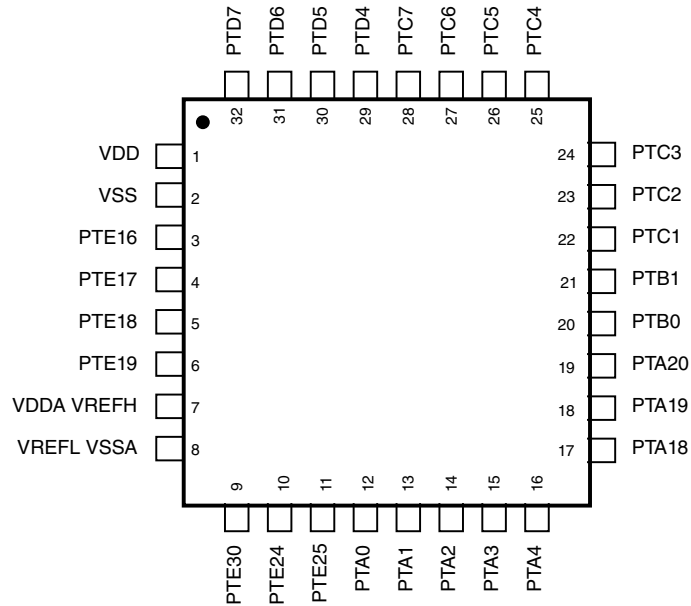 PTD7 PTD6 PTD5 PTD4 PTC7 PTC6 PTC5 PTC4
32 31 30 29 28 27 26 25
VDD 1 24 PTC3
VSS 2 23 PTC2
PTE16 3 22 PTC1
PTE17 4 21 PTB1
PTE18 5 20 PTB0
PTE19 6 19 PTA20
VDDA VREFH 7 18 PTA19
VREFL VSSA 8 17 PTA18
9 10 11 12 13 14 15 16
PTE30 PTE24 PTE25 PTA0 PTA1 PTA2 PTA3 PTA4